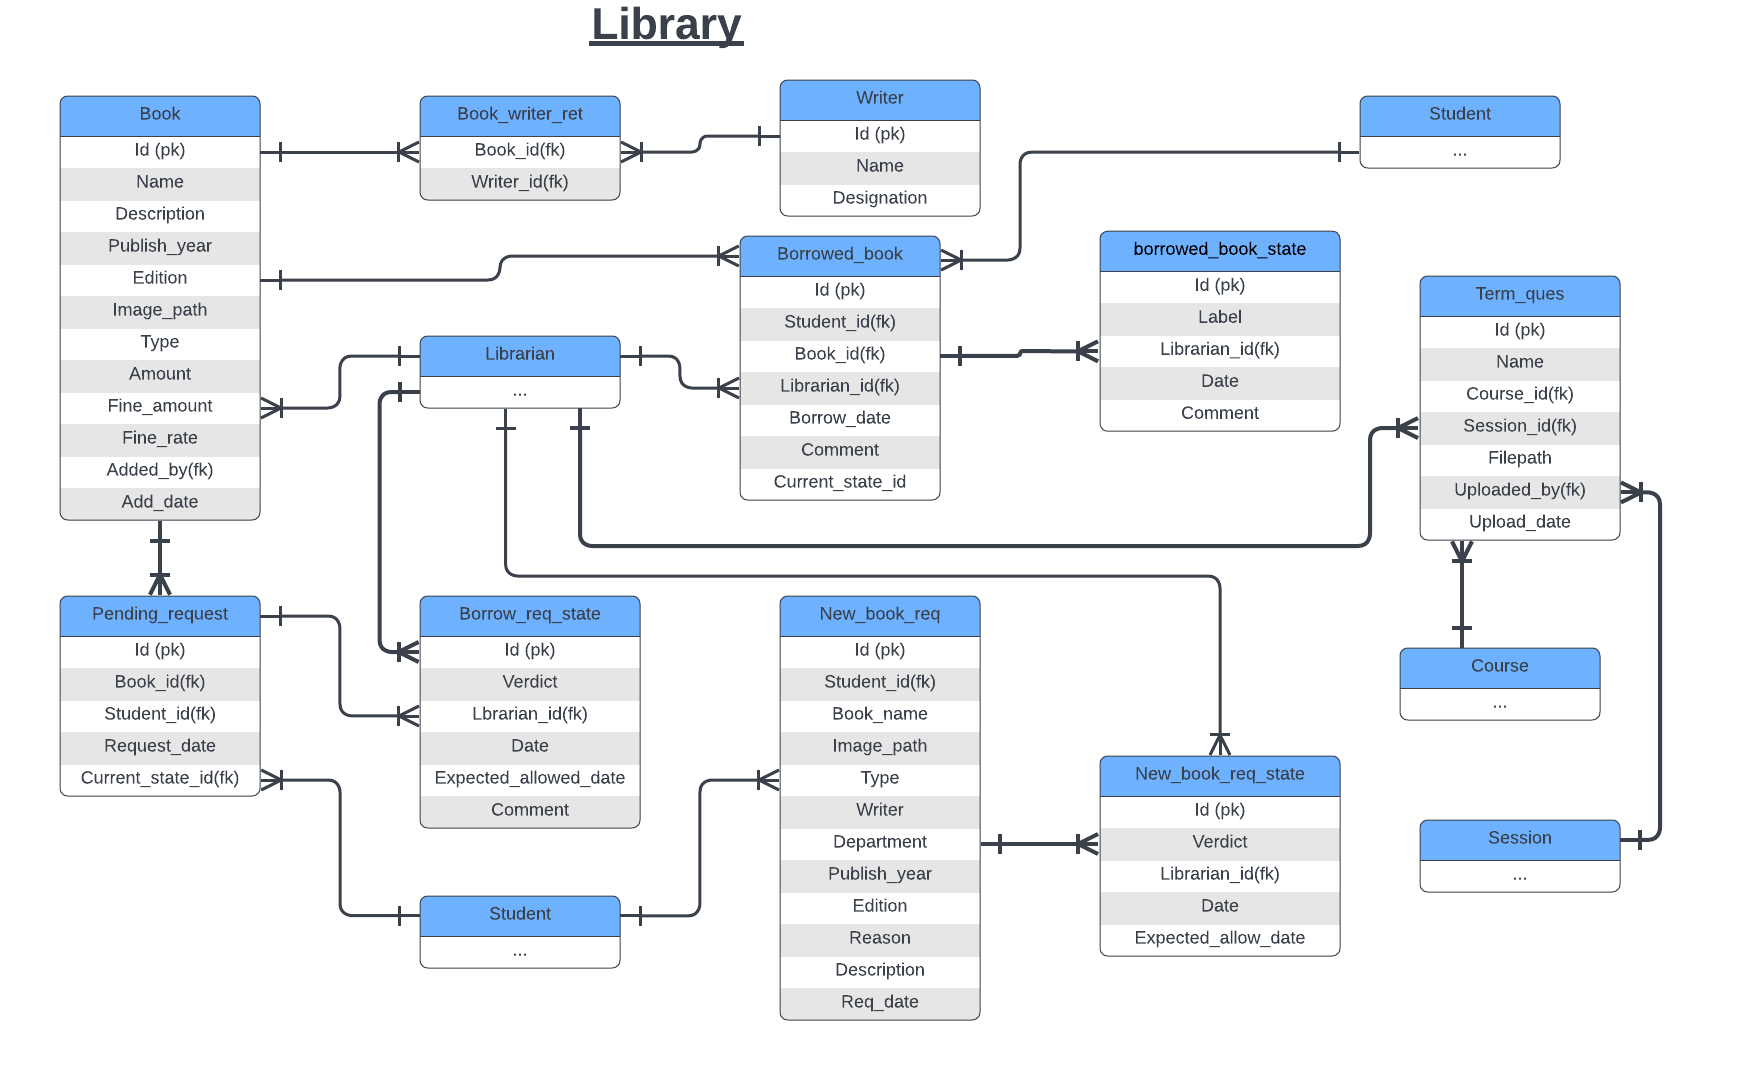 Library
Book
Id (pk)
Name
Description
Publish_year
Edition
Image_path
Type
Amount
Fine_amount
Fine_rate
Added_by(fk)
Add_date
Book_writer_ret
Book_id(fk)
Writer_id(fk)
Writer
Id (pk)
Name
Designation
Student
...
Borrowed_book
Id (pk)
Student_id(fk)
Book_id(fk)
Librarian_id(fk)
Borrow_date
Comment
Current_state_id
borrowed_book_state
Id (pk)
Label
Librarian_id(fk)
Date
Comment
Term_ques
Id (pk)
Name
Course_id(fk)
Session_id(fk)
Filepath
Uploaded_by(fk)
Upload_date
Librarian
...
Pending_request
Id (pk)
Book_id(fk)
Student_id(fk)
Request_date
Current_state_id(fk)
Borrow_req_state
Id (pk)
Verdict
Lbrarian_id(fk)
Date
Expected_allowed_date
Comment
New_book_req
Id (pk)
Student_id(fk)
Book_name
Image_path
Type
Writer
Department
Publish_year
Edition
Reason
Description
Req_date
Course
...
New_book_req_state
Id (pk)
Verdict
Librarian_id(fk)
Date
Expected_allow_date
Session
...
Student
...